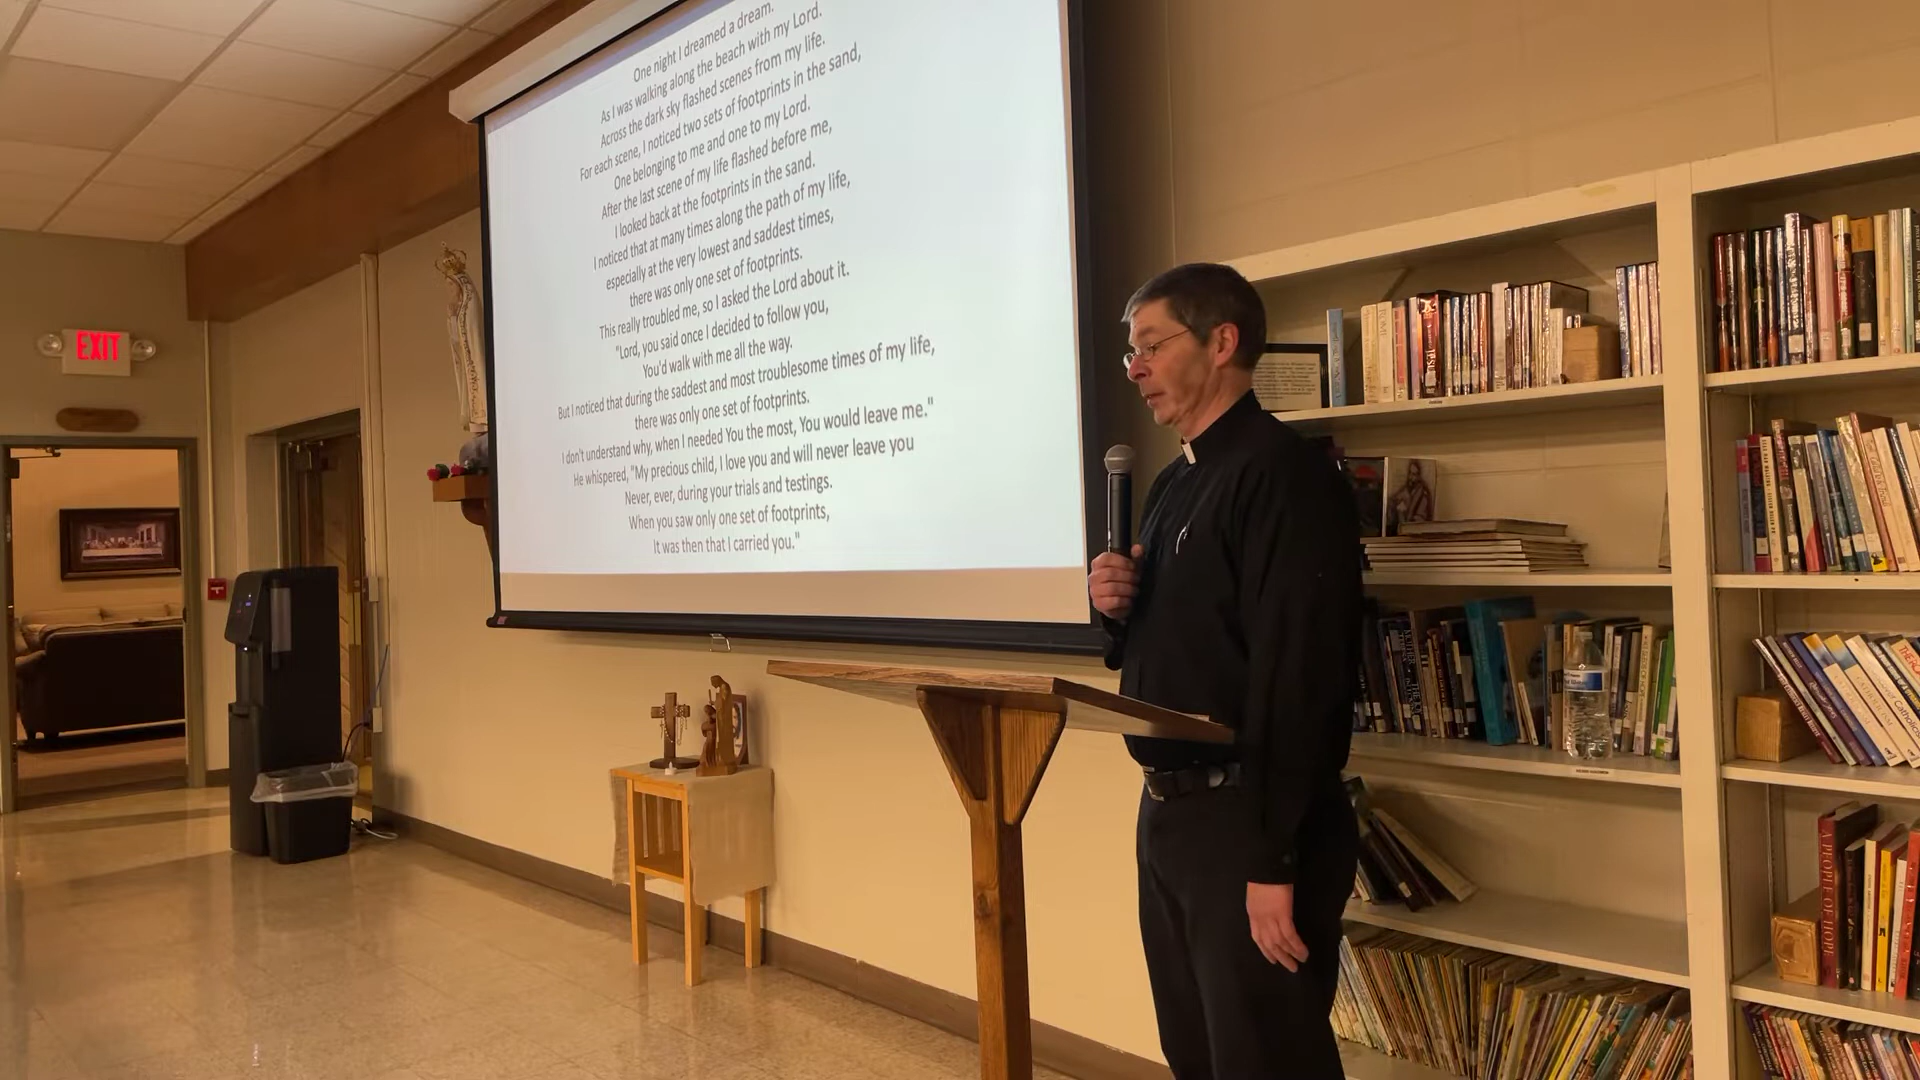 One night I dreamed a dream.
As I was walking along the beach with my Lord.
Across the dark sky flashed scenes from my life.
For each scene, I noticed two sets of footprints in the sand,
One belonging to me and one to my Lord.
After the last scene of my life flashed before me,
I looked back at the footprints in the sand.
I noticed that at many times along the path of my life,
especially at the very lowest and saddest times,
there was only one set of footprints.
This really troubled me, so I asked the Lord about it.
"Lord, you said once I decided to follow you,
You'd walk with me all the way.
But I noticed that during the saddest and most troublesome times of my life,
there was only one set of footprints.
I don't understand why, when I needed You the most, You would leave me."
He whispered, "My precious child, I love you and will never leave you
Never, ever, during your trials and testings.
When you saw only one set of footprints,
It was then that I carried you."
EXIT
A PEOPLE OF HOPE